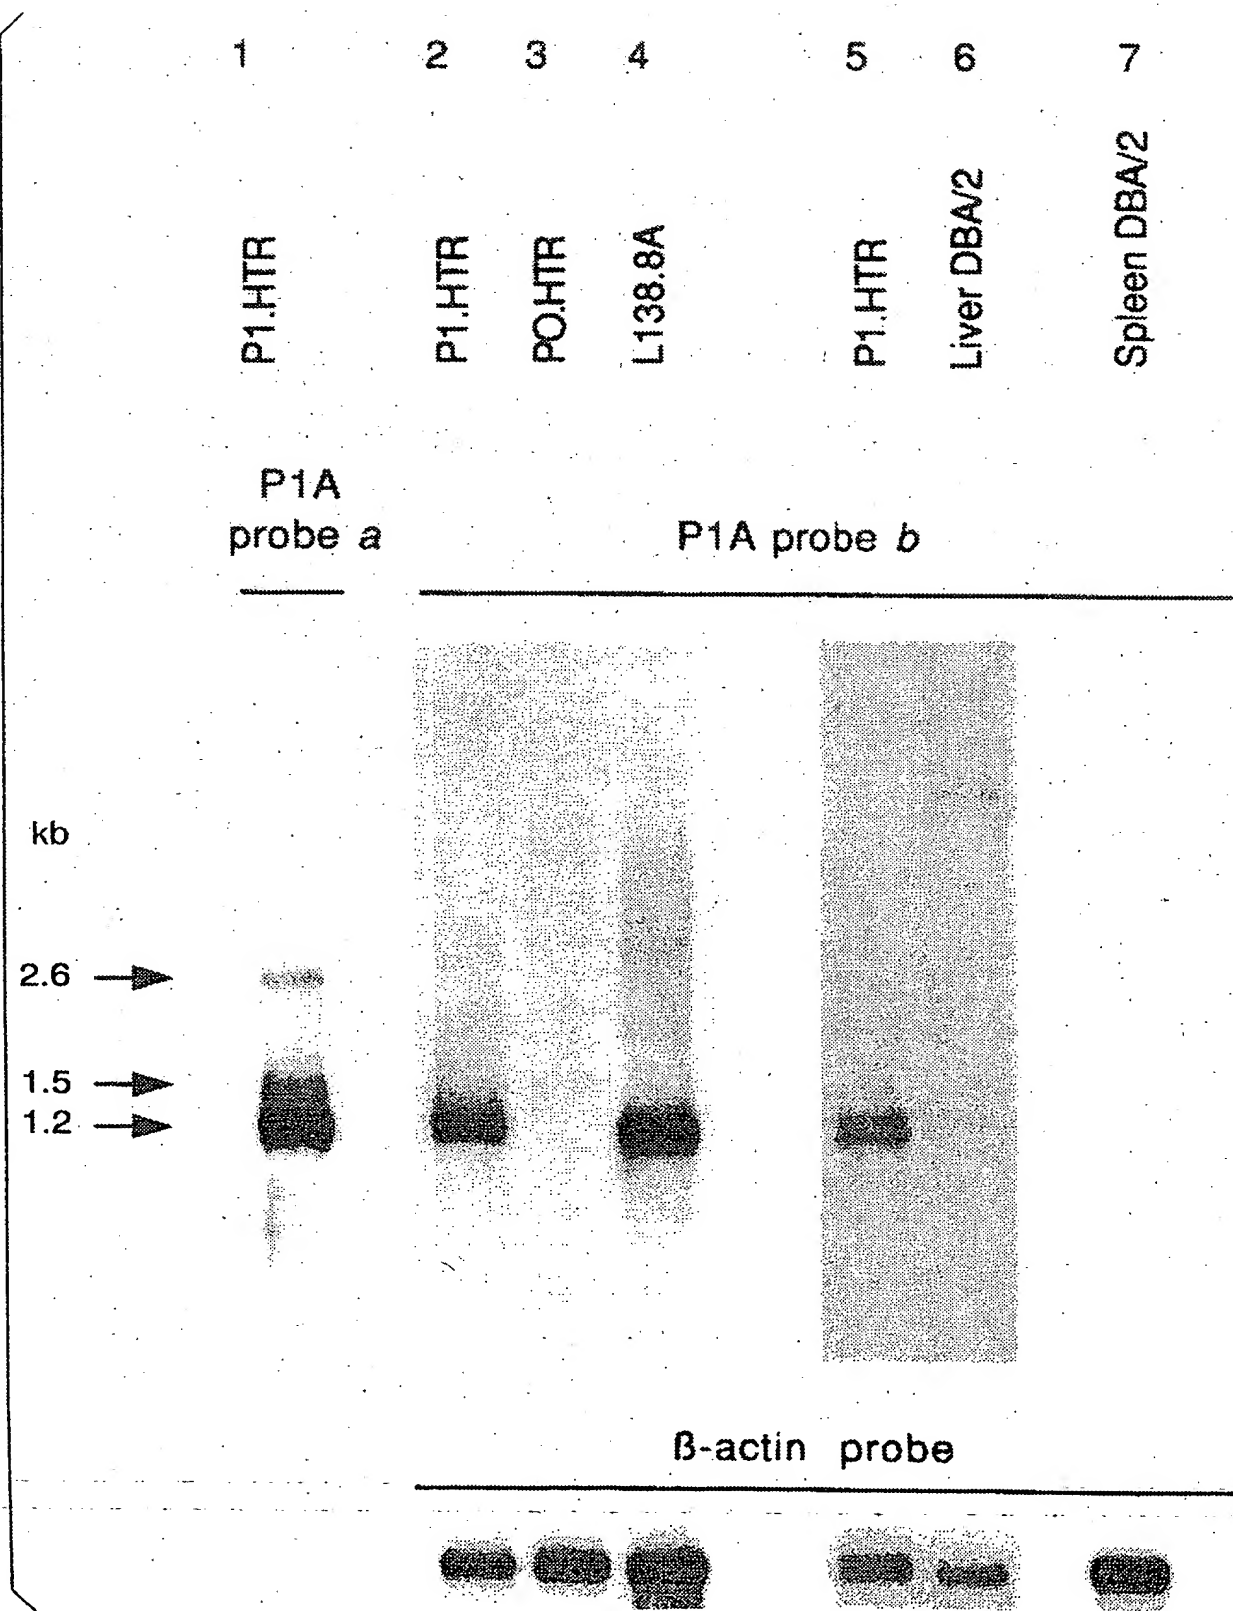 1 2 3 4 5 6 7
P1.HTR
P1.HTR
PO.HTR
L138.8A
P1.HTR
Liver DBA/2
Spleen DBA/2
P1A
probe a
P1A probe b
kb
2.6
1.5
1.2
ß-actin probe